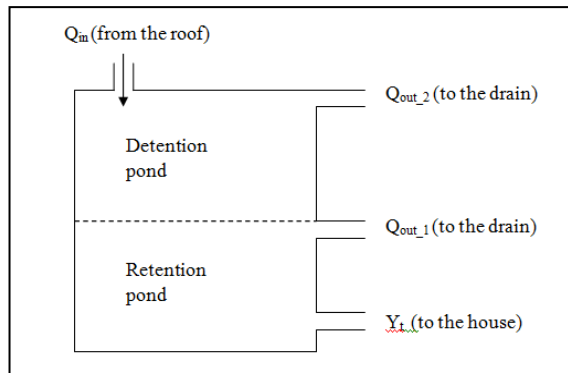 Qin (from the roof)
Qout_2 (to the drain)
Detention
pond
Qout_1 (to the drain)
Retention
pond
Yt (to the house)